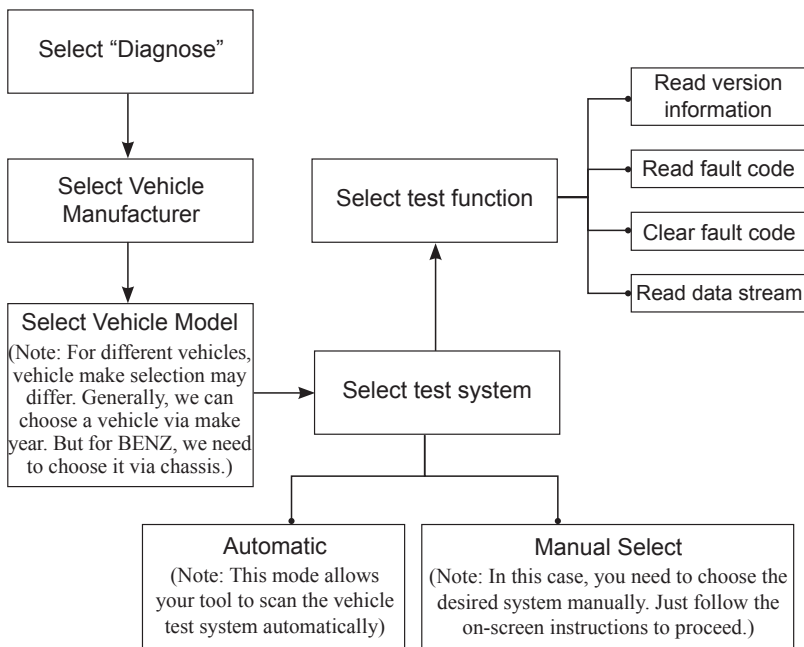 Select “Diagnose”
Select Vehicle
Manufacturer
Select Vehicle Model
(Note: For different vehicles,
vehicle make selection may
differ. Generally, we can
choose a vehicle via make
year. But for BENZ, we need
to choose it via chassis.)
Select test system
Automatic
(Note: This mode allows
your tool to scan the vehicle
test system automatically)
Manual Select
(Note: In this case, you need to choose the
desired system manually. Just follow the
on-screen instructions to proceed.)
Select test function
Read version
information
Read fault code
Clear fault code
Read data stream